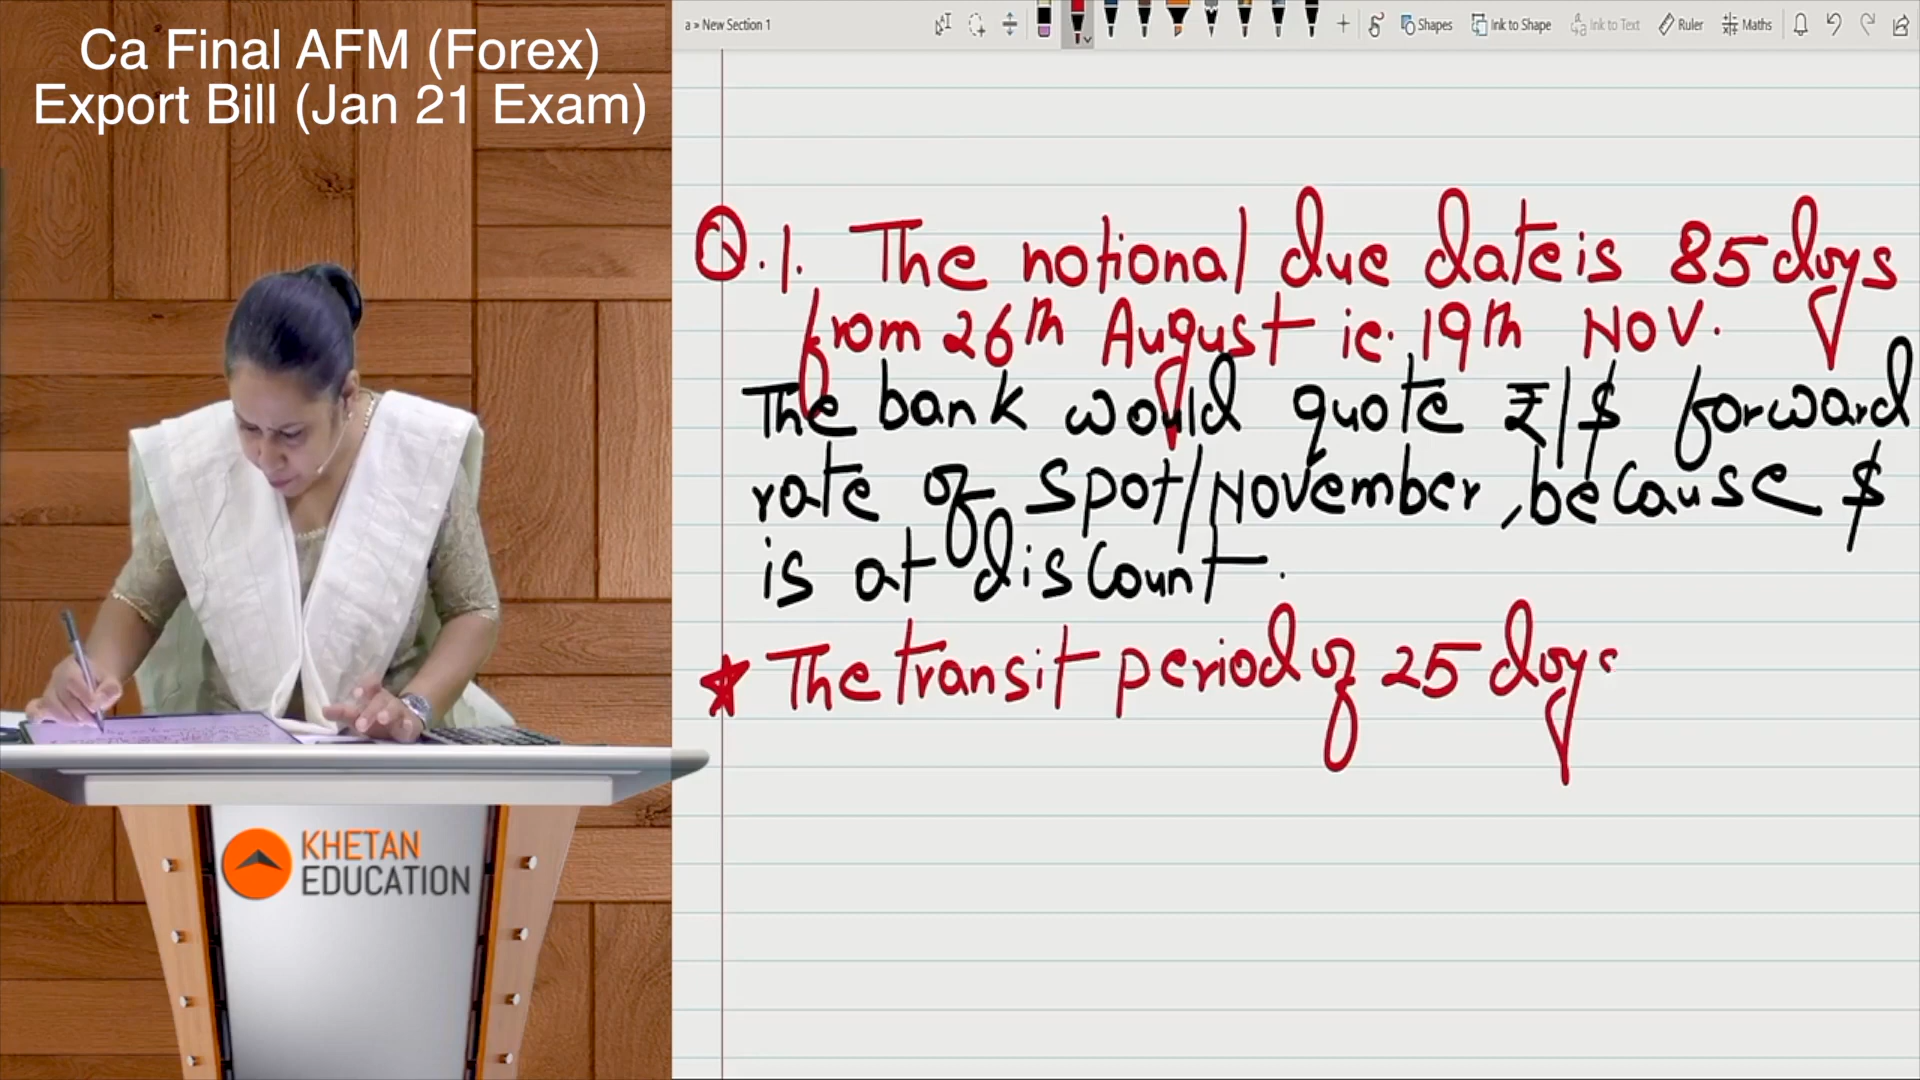 Ca Final AFM (Forex)
Export Bill (Jan 21 Exam)
a » New Section 1
Shapes
Ink to Shape
Ink to Text
Ruler
Maths
Q.1. The notional due date is 85 days
from 26th August ie. 19th NOV.
The bank would quote ₹/$ forward
rate of spot/November, because $
is at discount.
* The transit period of 25 days
KHETAN
EDUCATION